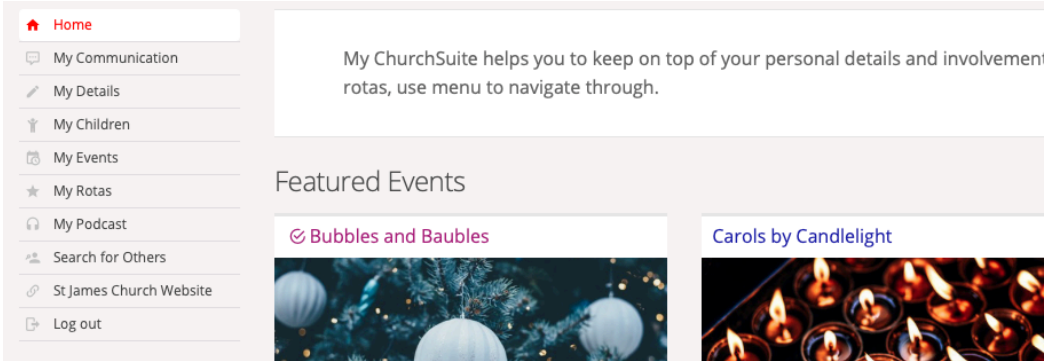 Home
My Communication
My Details
My Children
My Events
My Rotas
My Podcast
Search for Others
St James Church Website
Log out
My ChurchSuite helps you to keep on top of your personal details and involvement
rotas, use menu to navigate through.
Featured Events
Bubbles and Baubles
Carols by Candlelight